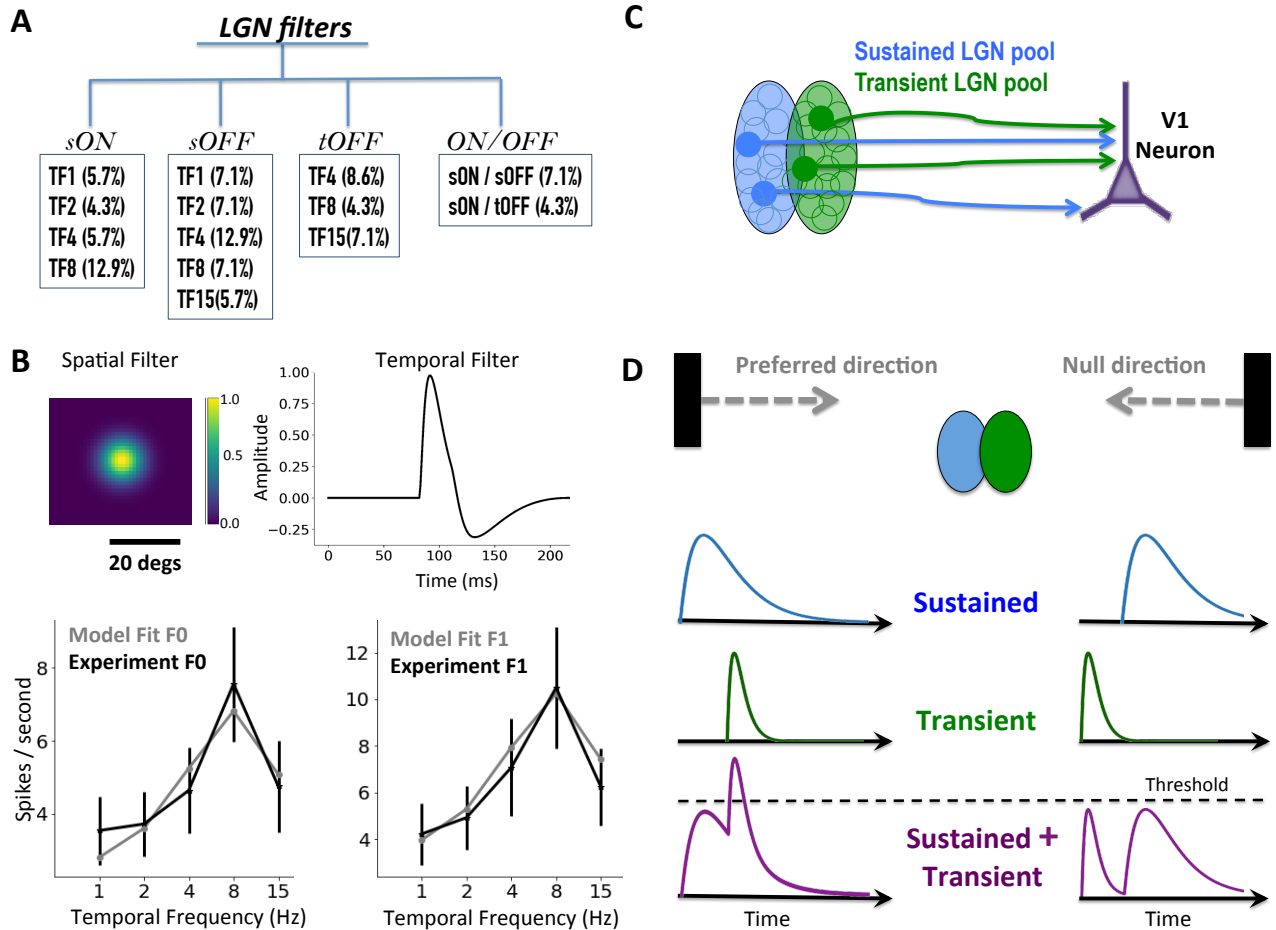 A
LGN filters
sON
TF1 (5.7%)
TF2 (4.3%)
TF4 (5.7%)
TF8 (12.9%)
sOFF
TF1 (7.1%)
TF2 (7.1%)
TF4 (12.9%)
TF8 (7.1%)
TF15(5.7%)
tOFF
TF4 (8.6%)
TF8 (4.3%)
TF15(7.1%)
ON/OFF
sON / sOFF (7.1%)
sON / tOFF (4.3%)
B
Spatial Filter
1.0
0.5
0.0
20 degs
Temporal Filter
Amplitude
1.00
0.75
0.50
0.25
0.00
−0.25
0 50 100 150 200
Time (ms)
Model Fit F0
Experiment F0
Spikes / second
8
6
4
1 2 4 8 15
Temporal Frequency (Hz)
Model Fit F1
Experiment F1
12
10
8
6
4
1 2 4 8 15
Temporal Frequency (Hz)
C
Sustained LGN pool
Transient LGN pool
V1
Neuron
D
Preferred direction
Null direction
Sustained
Transient
Threshold
Sustained +
Transient
Time
Time